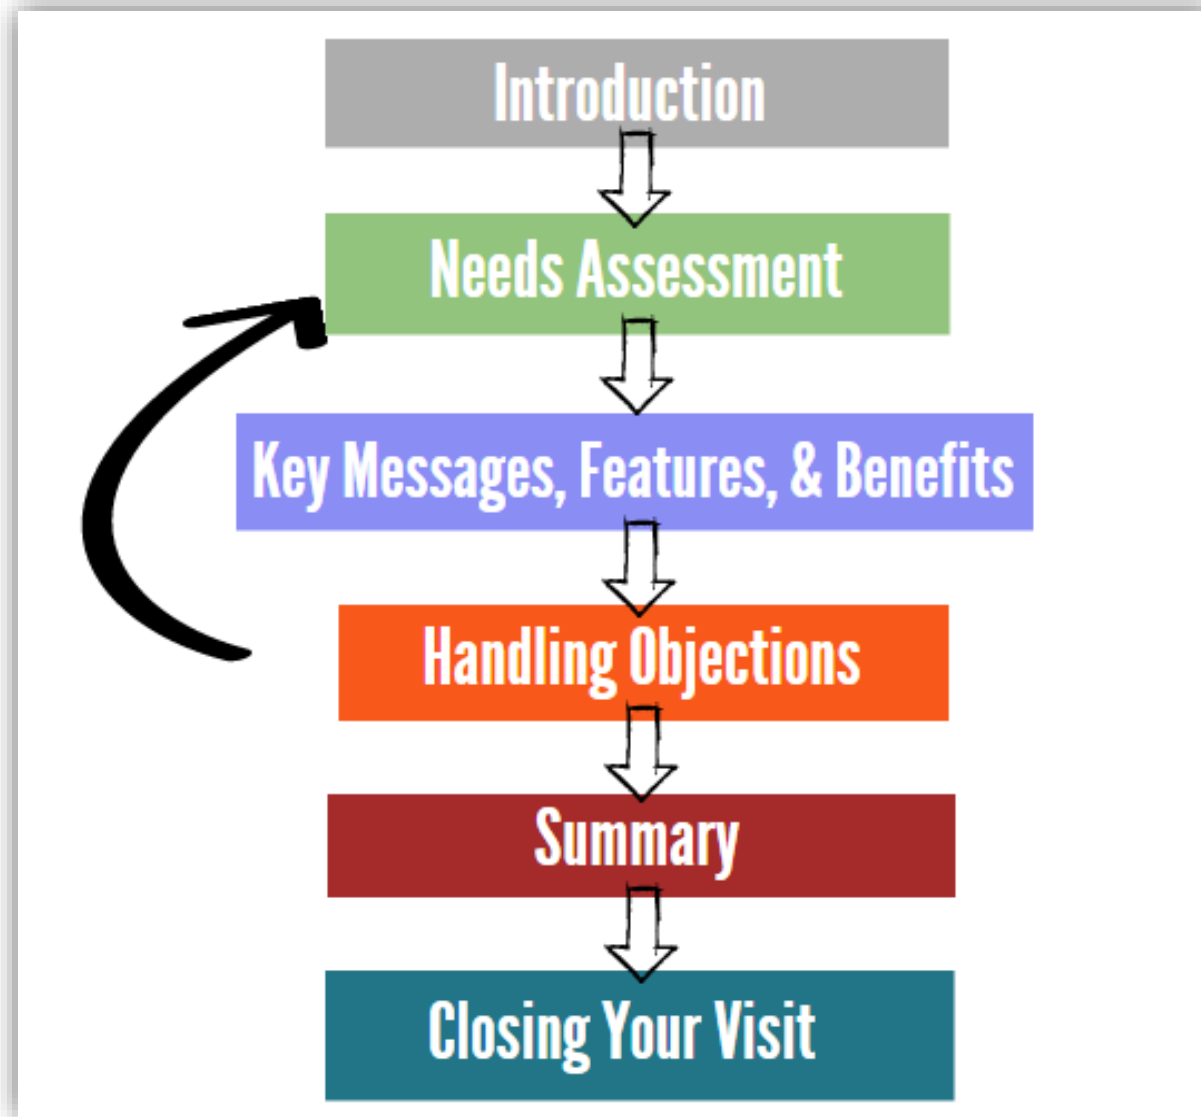 Introduction
Needs Assessment
Key Messages, Features, & Benefits
Handling Objections
Summary
Closing Your Visit